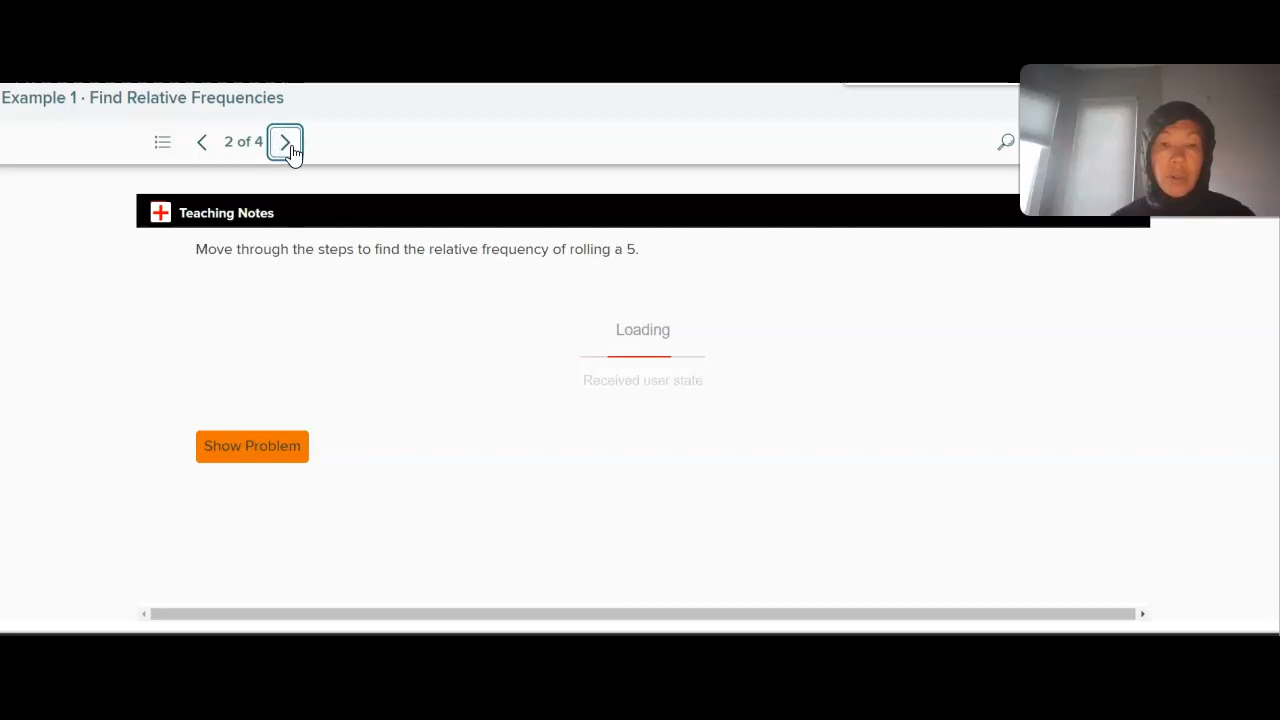 Example 1 · Find Relative Frequencies
2 of 4
Teaching Notes
Move through the steps to find the relative frequency of rolling a 5.
Loading
Received user state
Show Problem